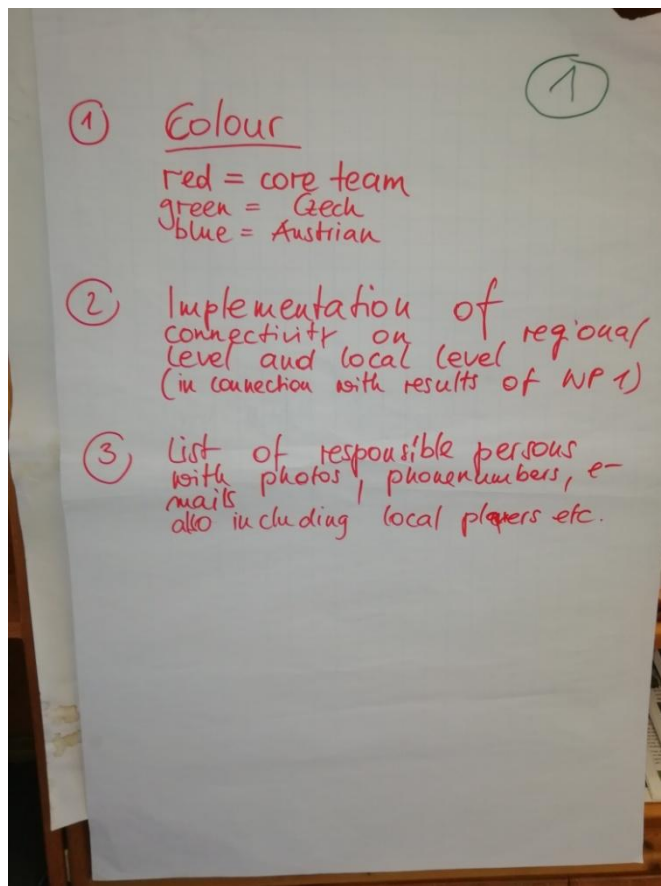 1
1 Colour
red = core team
green = Czech
blue = Austrian
2 Implementation of
connectivity on regional
level and local level
(in connection with results of WP 1)
3 List of responsible persons
with photos, phonenumbers, e-
mails
also including local players etc.